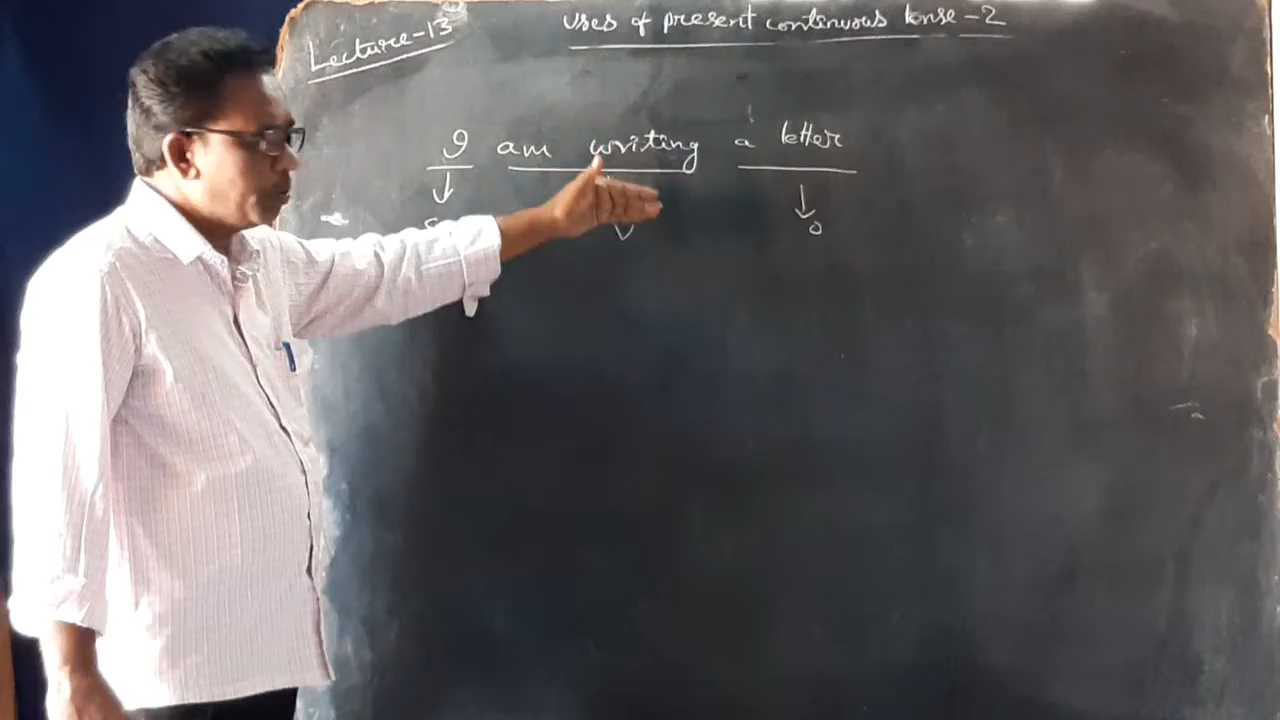 Lecture-13
Uses of present continuous tense-2
I am writing a letter
S V O